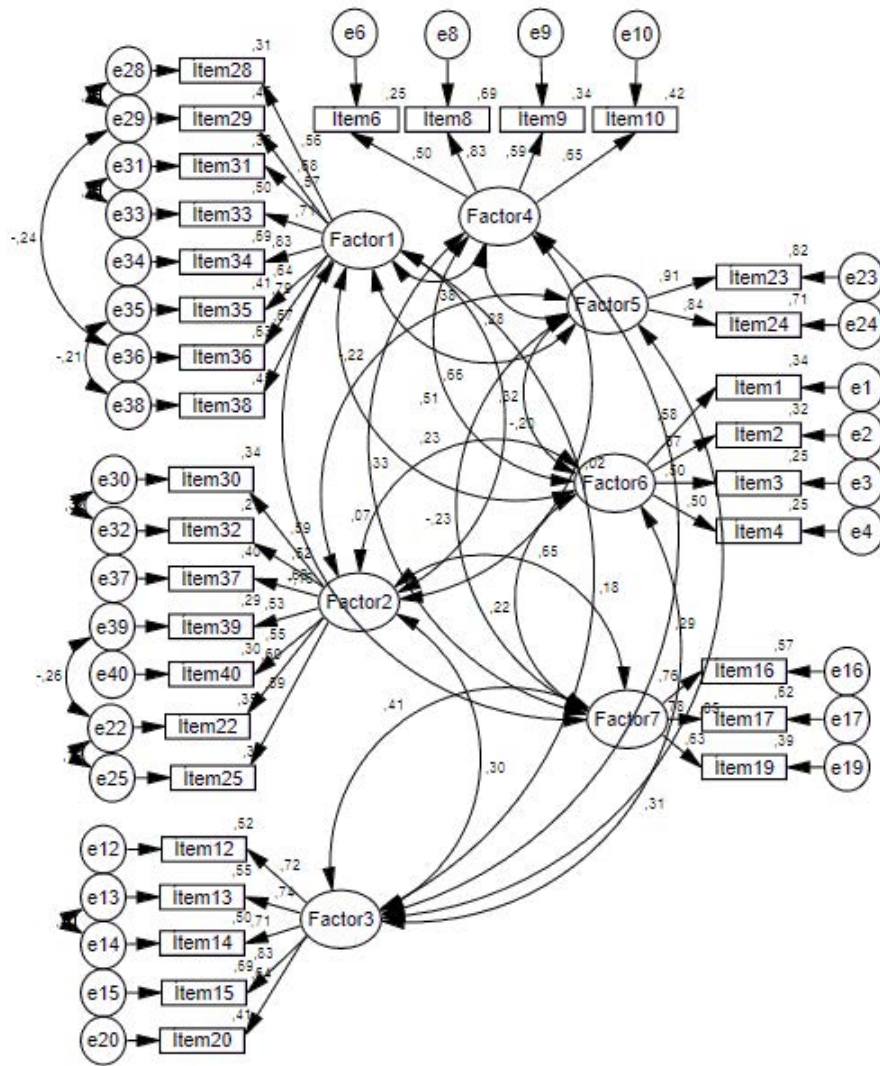 e6 e8 e9 e10
e28 Item28 ,31
e29 Item29
e31 Item31
e33 Item33 ,50
e34 Item34 ,69
e35 Item35 ,41
e36 Item36
e38 Item38
-,24
-,21
,56
,71
,83
,64
Item6 ,25
Item8 ,69
Item9 ,34
Item10 ,42
,50 ,83 ,59 ,65
Factor4
Factor1
Factor5
,91 Item23 ,82 e23
,84 Item24 ,71 e24
,38
,28
-,22
,66
,51
,32
-,20
,23
,33
,02
,07
-,23
,65
,22
,18
,29
Item1 ,34 e1
,58
Item2 ,32 e2
Factor6
,50 Item3 ,25 e3
,50 Item4 ,25 e4
e30 Item30 ,34
e32 Item32
e37 Item37 ,40
e39 Item39 ,29
e40 Item40 ,30
e22 Item22
e25 Item25
-,26
,59
,53
,55
Factor2
Factor7
,76 Item16 ,57 e16
Item17 ,62 e17
,63 Item19 ,39 e19
,41
,30
,31
e12 Item12 ,52
e13 Item13 ,55
e14 Item14 ,50
e15 Item15 ,69
e20 Item20 ,41
,72
,74
,71
,83
Factor3